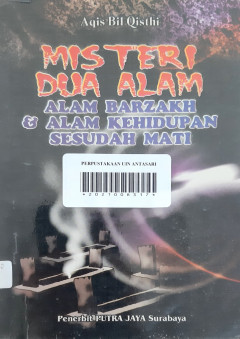 Aqis Bil Qisthi
MISTERI
DUA ALAM
ALAM BARZAKH
& ALAM KEHIDUPAN
SESUDAH MATI
PERPUSTAKAAN UIN ANTASARI
Penerbit PUTRA JAYA Surabaya